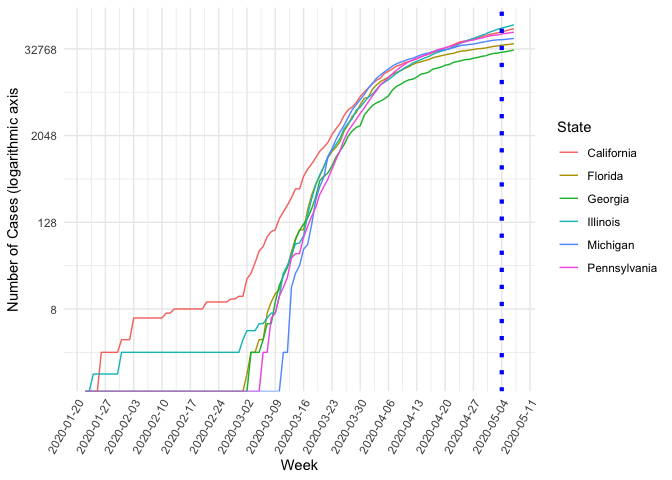 32768
2048
128
8
Number of Cases (logarithmic axis
2020-01-20
2020-01-27
2020-02-03
2020-02-10
2020-02-17
2020-02-24
2020-03-02
2020-03-09
2020-03-16
2020-03-23
2020-03-30
2020-04-06
2020-04-13
2020-04-20
2020-04-27
2020-05-04
2020-05-11
Week
State
California
Florida
Georgia
Illinois
Michigan
Pennsylvania